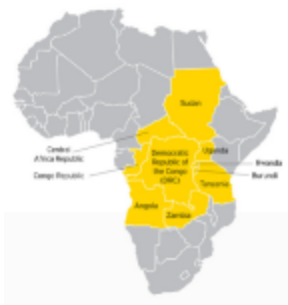 Sudan
Central
Africa Republic
Uganda
Congo Republic
Democratic
Republic of
the Congo
(DRC)
Rwanda
Burundi
Tanzania
Angola
Zambia